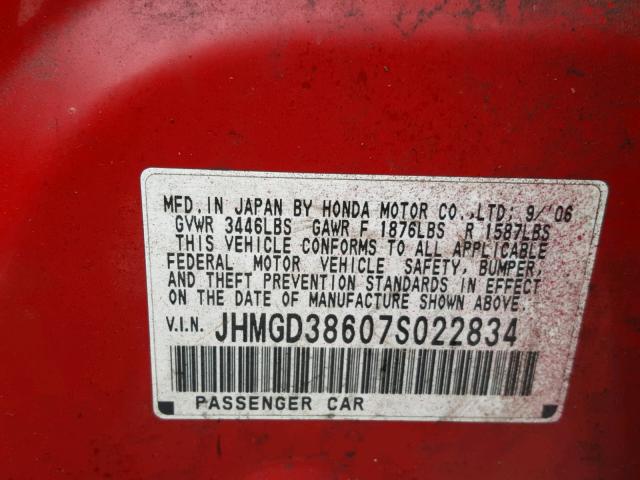 MFD. IN JAPAN BY HONDA MOTOR CO., LTD; 9/'06
GVWR 3446LBS GAWR F 1876LBS R 1587LBS
THIS VEHICLE CONFORMS TO ALL APPLICABLE
FEDERAL MOTOR VEHICLE SAFETY, BUMPER,
AND THEFT PREVENTION STANDARDS IN EFFECT
ON THE DATE OF MANUFACTURE SHOWN ABOVE.
V.I.N. JHMGD38607S022834
PASSENGER CAR